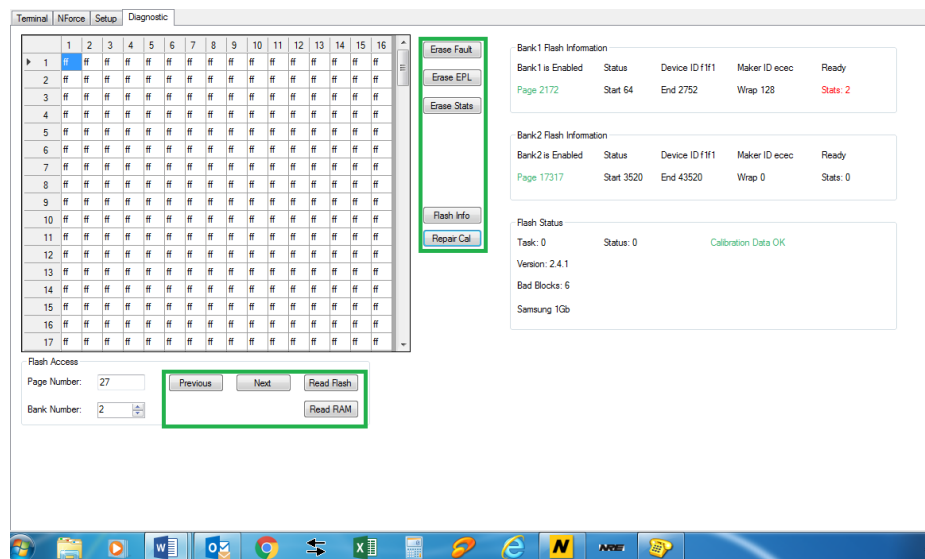 Terminal NForce Setup Diagnostic
1 2 3 4 5 6 7 8 9 10 11 12 13 14 15 16
1 ff ff ff ff ff ff ff ff ff ff ff ff ff ff ff ff
2 ff ff ff ff ff ff ff ff ff ff ff ff ff ff ff ff
3 ff ff ff ff ff ff ff ff ff ff ff ff ff ff ff ff
4 ff ff ff ff ff ff ff ff ff ff ff ff ff ff ff ff
5 ff ff ff ff ff ff ff ff ff ff ff ff ff ff ff ff
6 ff ff ff ff ff ff ff ff ff ff ff ff ff ff ff ff
7 ff ff ff ff ff ff ff ff ff ff ff ff ff ff ff ff
8 ff ff ff ff ff ff ff ff ff ff ff ff ff ff ff ff
9 ff ff ff ff ff ff ff ff ff ff ff ff ff ff ff ff
10 ff ff ff ff ff ff ff ff ff ff ff ff ff ff ff ff
11 ff ff ff ff ff ff ff ff ff ff ff ff ff ff ff ff
12 ff ff ff ff ff ff ff ff ff ff ff ff ff ff ff ff
13 ff ff ff ff ff ff ff ff ff ff ff ff ff ff ff ff
14 ff ff ff ff ff ff ff ff ff ff ff ff ff ff ff ff
15 ff ff ff ff ff ff ff ff ff ff ff ff ff ff ff ff
16 ff ff ff ff ff ff ff ff ff ff ff ff ff ff ff ff
17 ff ff ff ff ff ff ff ff ff ff ff ff ff ff ff ff
Erase Fault
Erase EPL
Erase Stats
Flash Info
Repair Cal
Bank1 Flash Information
Bank1 is Enabled Status Device ID f1f1 Maker ID ecec Ready
Page 2172 Start 64 End 2752 Wrap 128 Stats: 2
Bank2 Flash Information
Bank2 is Enabled Status Device ID f1f1 Maker ID ecec Ready
Page 17317 Start 3520 End 43520 Wrap 0 Stats: 0
Flash Status
Task: 0 Status: 0 Calibration Data OK
Version: 2.4.1
Bad Blocks: 6
Samsung 1Gb
Flash Access
Page Number: 27 Previous Next Read Flash
Bank Number: 2 Read RAM